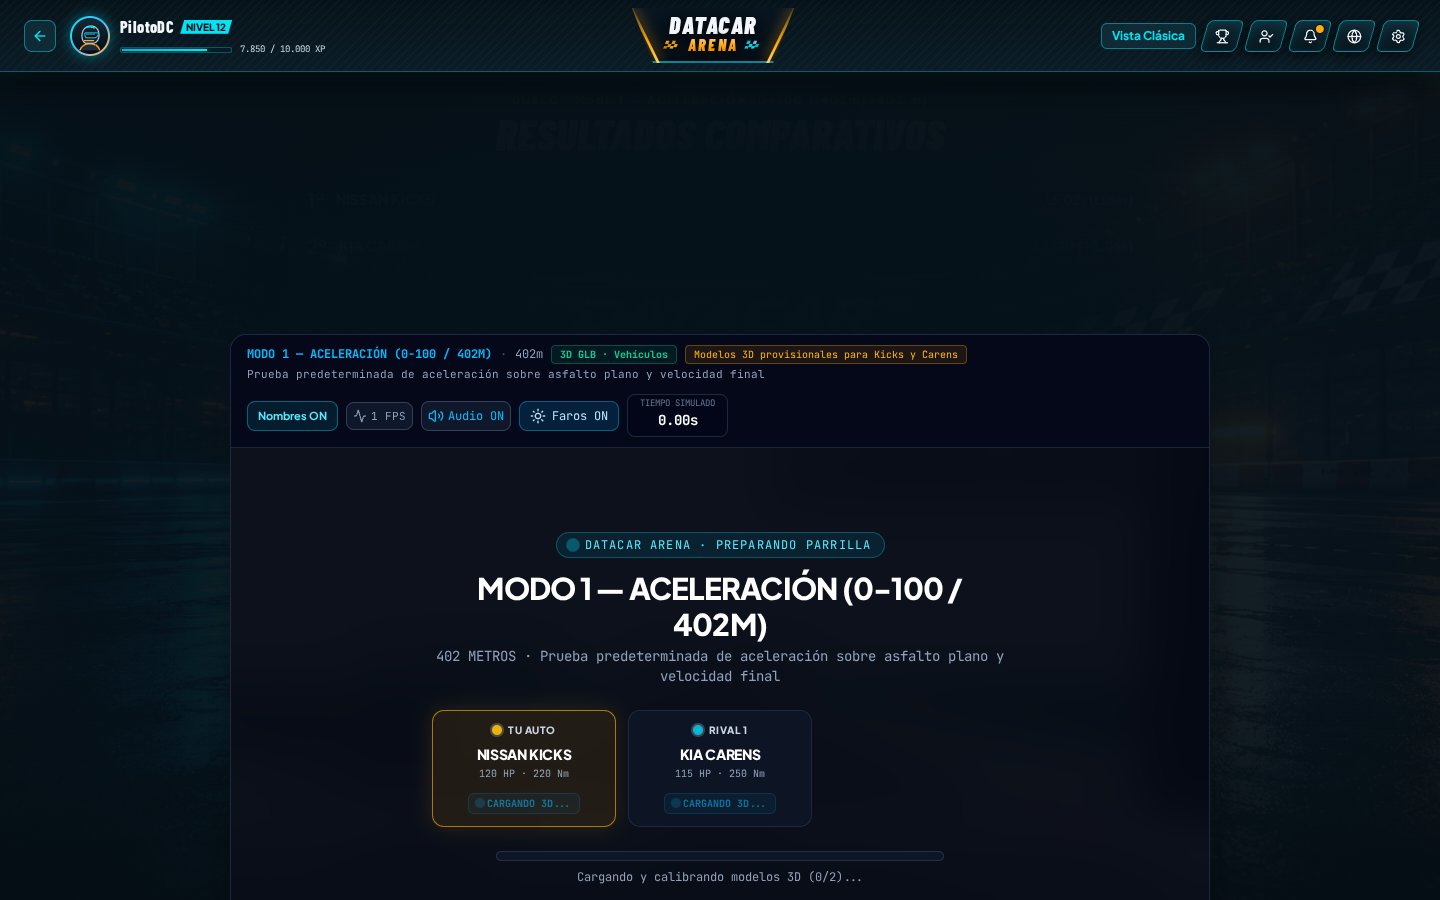 PilotoDC NIVEL 12
7.850 / 10.000 XP
DATACAR
ARENA
Vista Clásica
RESULTADOS COMPARATIVOS
NISSAN KICKS
MODO 1 — ACELERACIÓN (0-100 / 402M) · 402m 3D GLB · Vehículos Modelos 3D provisionales para Kicks y Carens
Prueba predeterminada de aceleración sobre asfalto plano y velocidad final
Nombres ON 1 FPS Audio ON Faros ON
TIEMPO SIMULADO
0.00s
DATACAR ARENA · PREPARANDO PARRILLA
MODO 1 — ACELERACIÓN (0-100 /
402M)
402 METROS · Prueba predeterminada de aceleración sobre asfalto plano y
velocidad final
TU AUTO
NISSAN KICKS
120 HP · 220 Nm
CARGANDO 3D...
RIVAL 1
KIA CARENS
115 HP · 250 Nm
CARGANDO 3D...
Cargando y calibrando modelos 3D (0/2)...